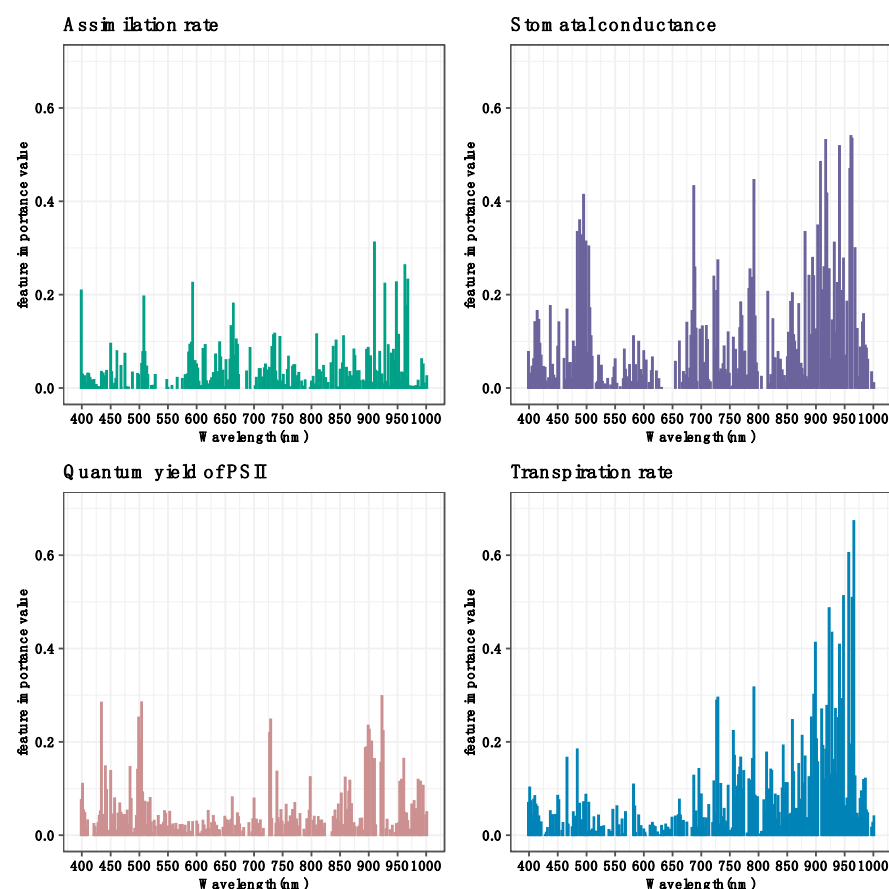 Assimilation rate
feature importance value
0.6
0.4
0.2
0.0
400 450 500 550 600 650 700 750 800 850 900 950 1000
Wavelength(nm)
Stomatal conductance
feature importance value
0.6
0.4
0.2
0.0
400 450 500 550 600 650 700 750 800 850 900 950 1000
Wavelength(nm)
Quantum yield of PSII
feature importance value
0.6
0.4
0.2
0.0
400 450 500 550 600 650 700 750 800 850 900 950 1000
Wavelength(nm)
Transpiration rate
feature importance value
0.6
0.4
0.2
0.0
400 450 500 550 600 650 700 750 800 850 900 950 1000
Wavelength(nm)